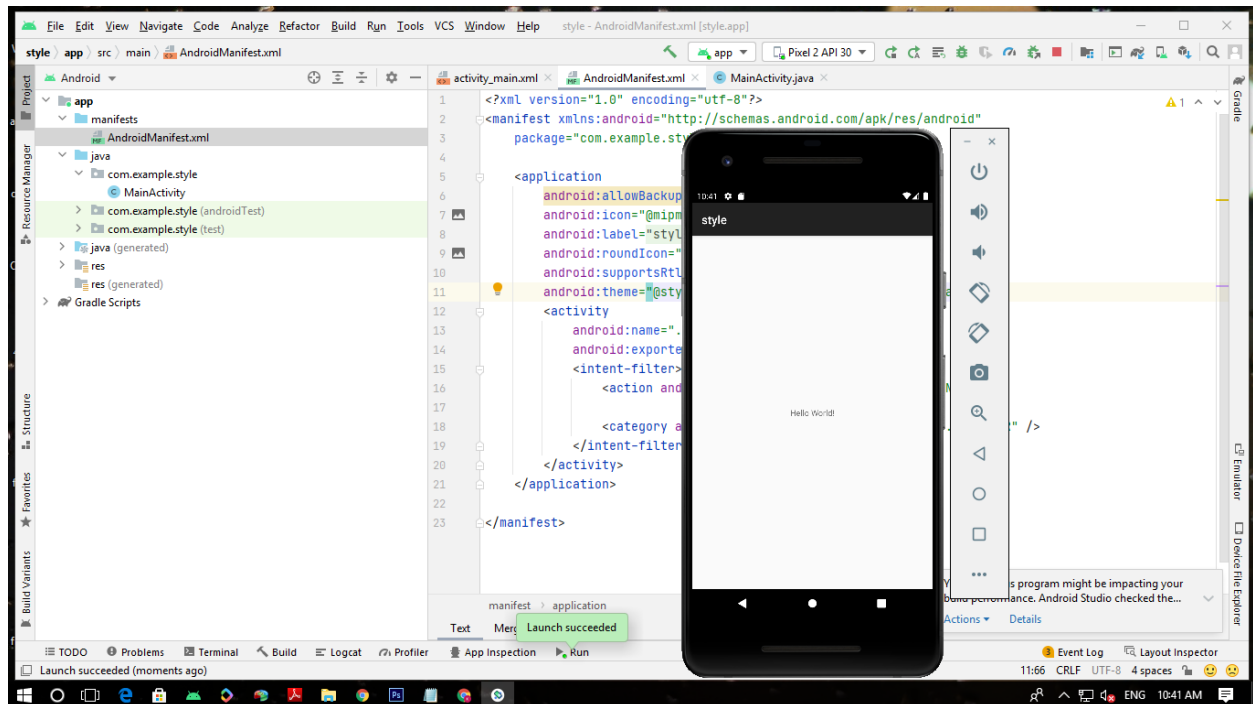 File Edit View Navigate Code Analyze Refactor Build Run Tools VCS Window Help style - AndroidManifest.xml [style.app]
style app src main AndroidManifest.xml app Pixel 2 API 30
Android
activity_main.xml AndroidManifest.xml MainActivity.java
Project
Resource Manager
Structure
Favorites
Build Variants
app
manifests
AndroidManifest.xml
java
com.example.style
MainActivity
com.example.style (androidTest)
com.example.style (test)
java (generated)
res
res (generated)
Gradle Scripts
1 <?xml version="1.0" encoding="utf-8"?>
2 <manifest xmlns:android="http://schemas.android.com/apk/res/android"
3 package="com.example.sty
4
5 <application
6 android:allowBackup
7 android:icon="@mipm
8 android:label="styl
9 android:roundIcon="
10 android:supportsRtl
11 android:theme="@sty
12 <activity
13 android:name=".
14 android:exporte
15 <intent-filter>
16 <action and
17
18 <category a " />
19 </intent-filter
20 </activity>
21 </application>
22
23 </manifest>
1
10:41
style
Hello World!
Gradle
Emulator
Device File Explorer
s program might be impacting your
build performance. Android Studio checked the...
Actions Details
manifest application
Text Mer
Launch succeeded
TODO Problems Terminal Build Logcat Profiler App Inspection Run 3 Event Log Layout Inspector
Launch succeeded (moments ago) 11:66 CRLF UTF-8 4 spaces
Ps ENG 10:41 AM